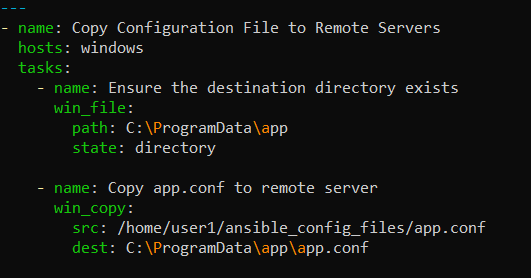 ---
- name: Copy Configuration File to Remote Servers
  hosts: windows
  tasks:
    - name: Ensure the destination directory exists
      win_file:
        path: C:\ProgramData\app
        state: directory

    - name: Copy app.conf to remote server
      win_copy:
        src: /home/user1/ansible_config_files/app.conf
        dest: C:\ProgramData\app\app.conf